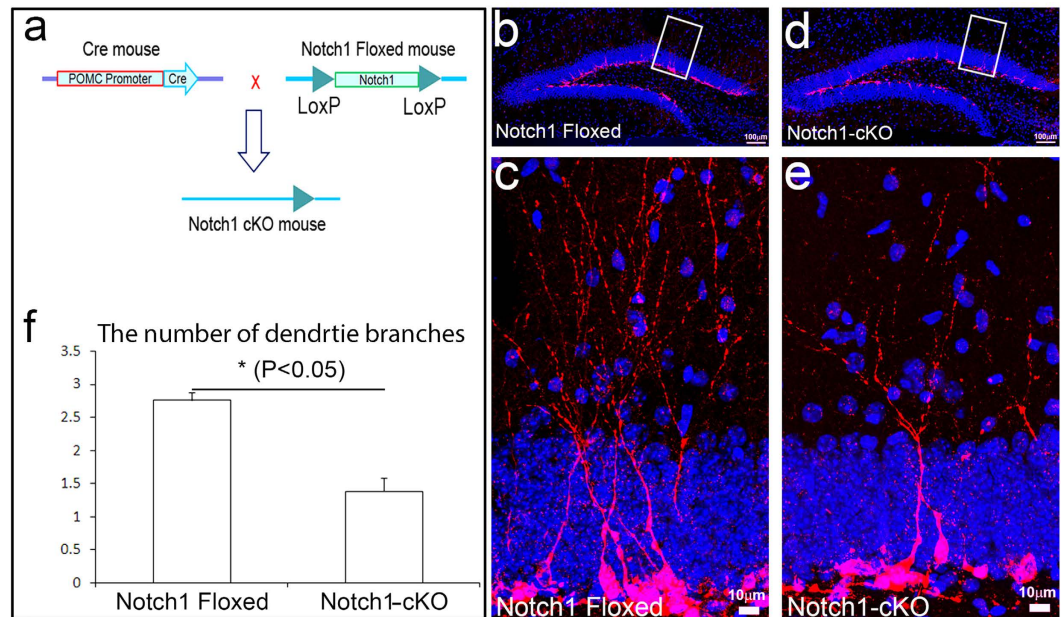 a
Cre mouse
Notch1 Floxed mouse
POMC Promoter Cre
X
Notch1
LoxP LoxP
Notch1 cKO mouse
b
Notch1 Floxed
100μm
d
Notch1-cKO
100μm
c
Notch1 Floxed
10μm
e
Notch1-cKO
10μm
f
The number of dendrtie branches
* (P<0.05)
3.5
3
2.5
2
1.5
1
0.5
0
Notch1 Floxed Notch1-cKO